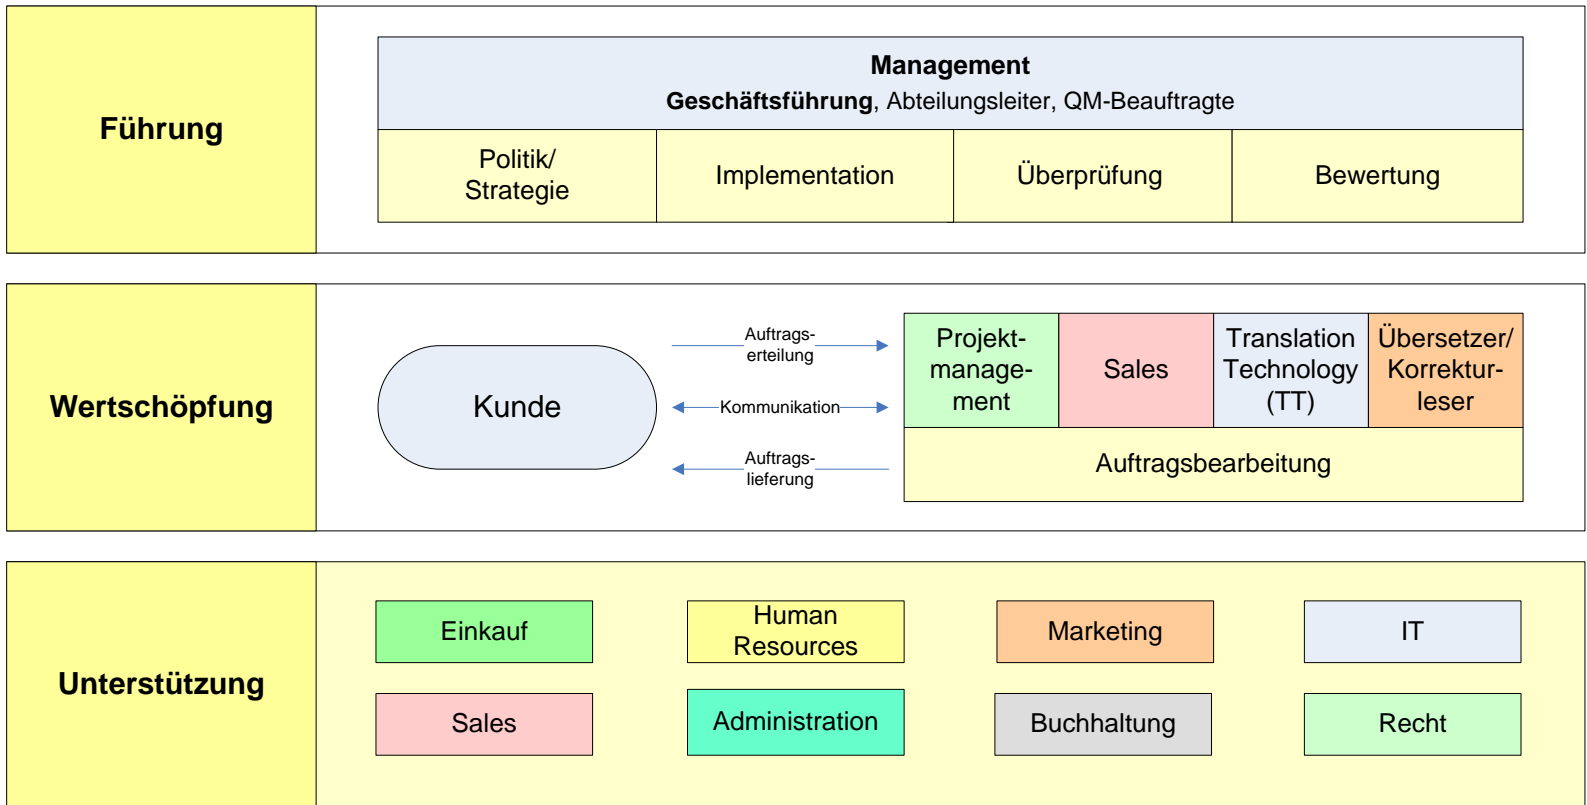 Führung
Management
Geschäftsführung, Abteilungsleiter, QM-Beauftragte
Politik/
Strategie
Implementation
Überprüfung
Bewertung
Wertschöpfung
Kunde
Auftrags-
erteilung
Kommunikation
Auftrags-
lieferung
Projekt-
manage-
ment
Sales
Translation
Technology
(TT)
Übersetzer/
Korrektur-
leser
Auftragsbearbeitung
Unterstützung
Einkauf
Human
Resources
Marketing
IT
Sales
Administration
Buchhaltung
Recht